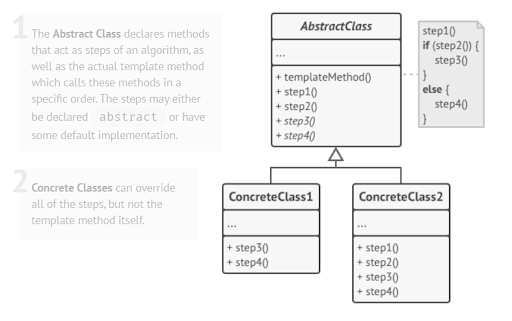 1
The Abstract Class declares methods
that act as steps of an algorithm, as
well as the actual template method
which calls these methods in a
specific order. The steps may either
be declared abstract or have
some default implementation.
AbstractClass
...
+ templateMethod()
+ step1()
+ step2()
+ step3()
+ step4()
step1()
if (step2()) {
step3()
}
else {
step4()
}
2
Concrete Classes can override
all of the steps, but not the
template method itself.
ConcreteClass1
...
+ step3()
+ step4()
ConcreteClass2
...
+ step1()
+ step2()
+ step3()
+ step4()